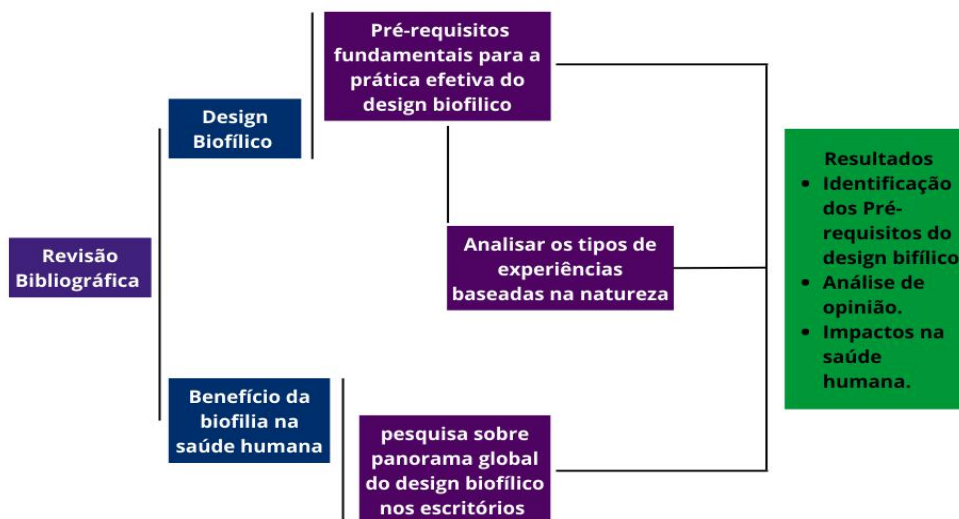 Revisão
Bibliográfica
Design
Biofílico
Pré-requisitos
fundamentais para a
prática efetiva do
design biofilico
Analisar os tipos de
experiências
baseadas na natureza
Benefício da
biofilia na
saúde humana
pesquisa sobre
panorama global
do design biofílico
nos escritórios
Resultados
• Identificação
dos Pré-
requisitos do
design bifílico
• Análise de
opinião.
• Impactos na
saúde
humana.